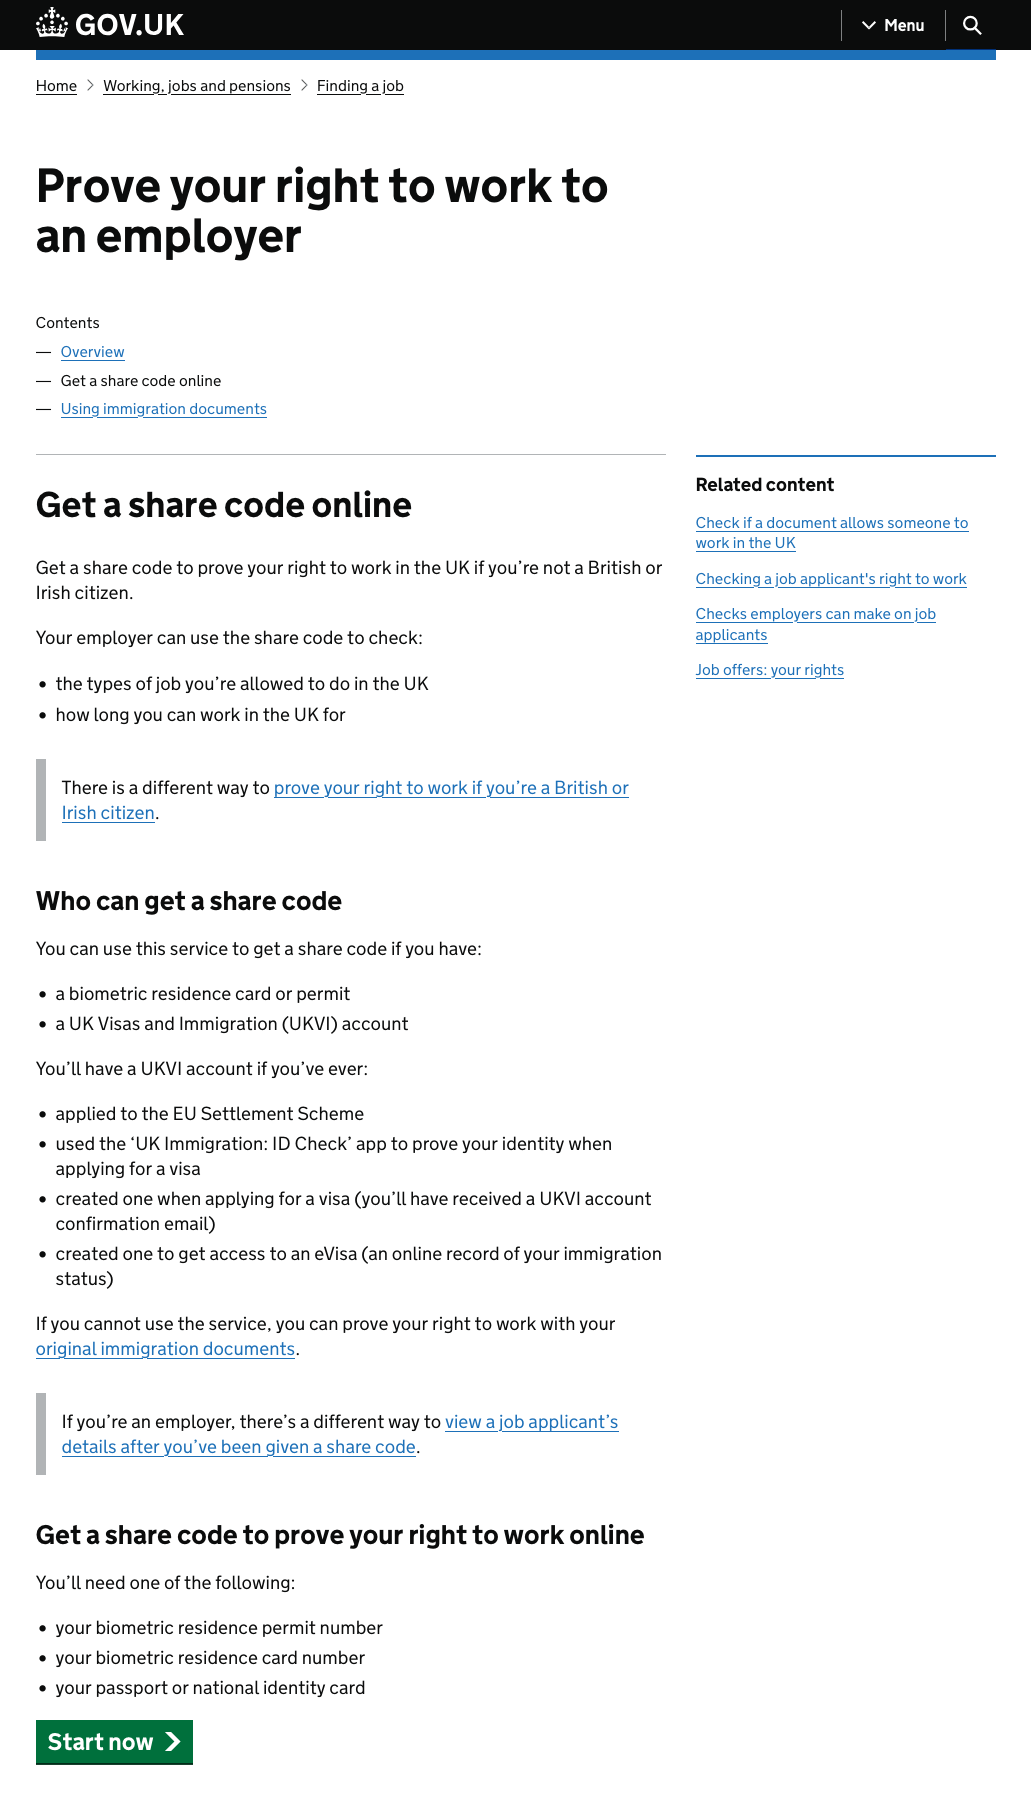 GOV.UK
Menu
Home
Working, jobs and pensions
Finding a job
Prove your right to work to
an employer
Contents
— Overview
— Get a share code online
— Using immigration documents
Get a share code online
Get a share code to prove your right to work in the UK if you’re not a British or
Irish citizen.
Your employer can use the share code to check:
• the types of job you’re allowed to do in the UK
• how long you can work in the UK for
There is a different way to prove your right to work if you’re a British or
Irish citizen.
Who can get a share code
You can use this service to get a share code if you have:
• a biometric residence card or permit
• a UK Visas and Immigration (UKVI) account
You’ll have a UKVI account if you’ve ever:
• applied to the EU Settlement Scheme
• used the ‘UK Immigration: ID Check’ app to prove your identity when
applying for a visa
• created one when applying for a visa (you’ll have received a UKVI account
confirmation email)
• created one to get access to an eVisa (an online record of your immigration
status)
If you cannot use the service, you can prove your right to work with your
original immigration documents.
If you’re an employer, there’s a different way to view a job applicant’s
details after you’ve been given a share code.
Get a share code to prove your right to work online
You’ll need one of the following:
• your biometric residence permit number
• your biometric residence card number
• your passport or national identity card
Start now
Related content
Check if a document allows someone to
work in the UK
Checking a job applicant's right to work
Checks employers can make on job
applicants
Job offers: your rights